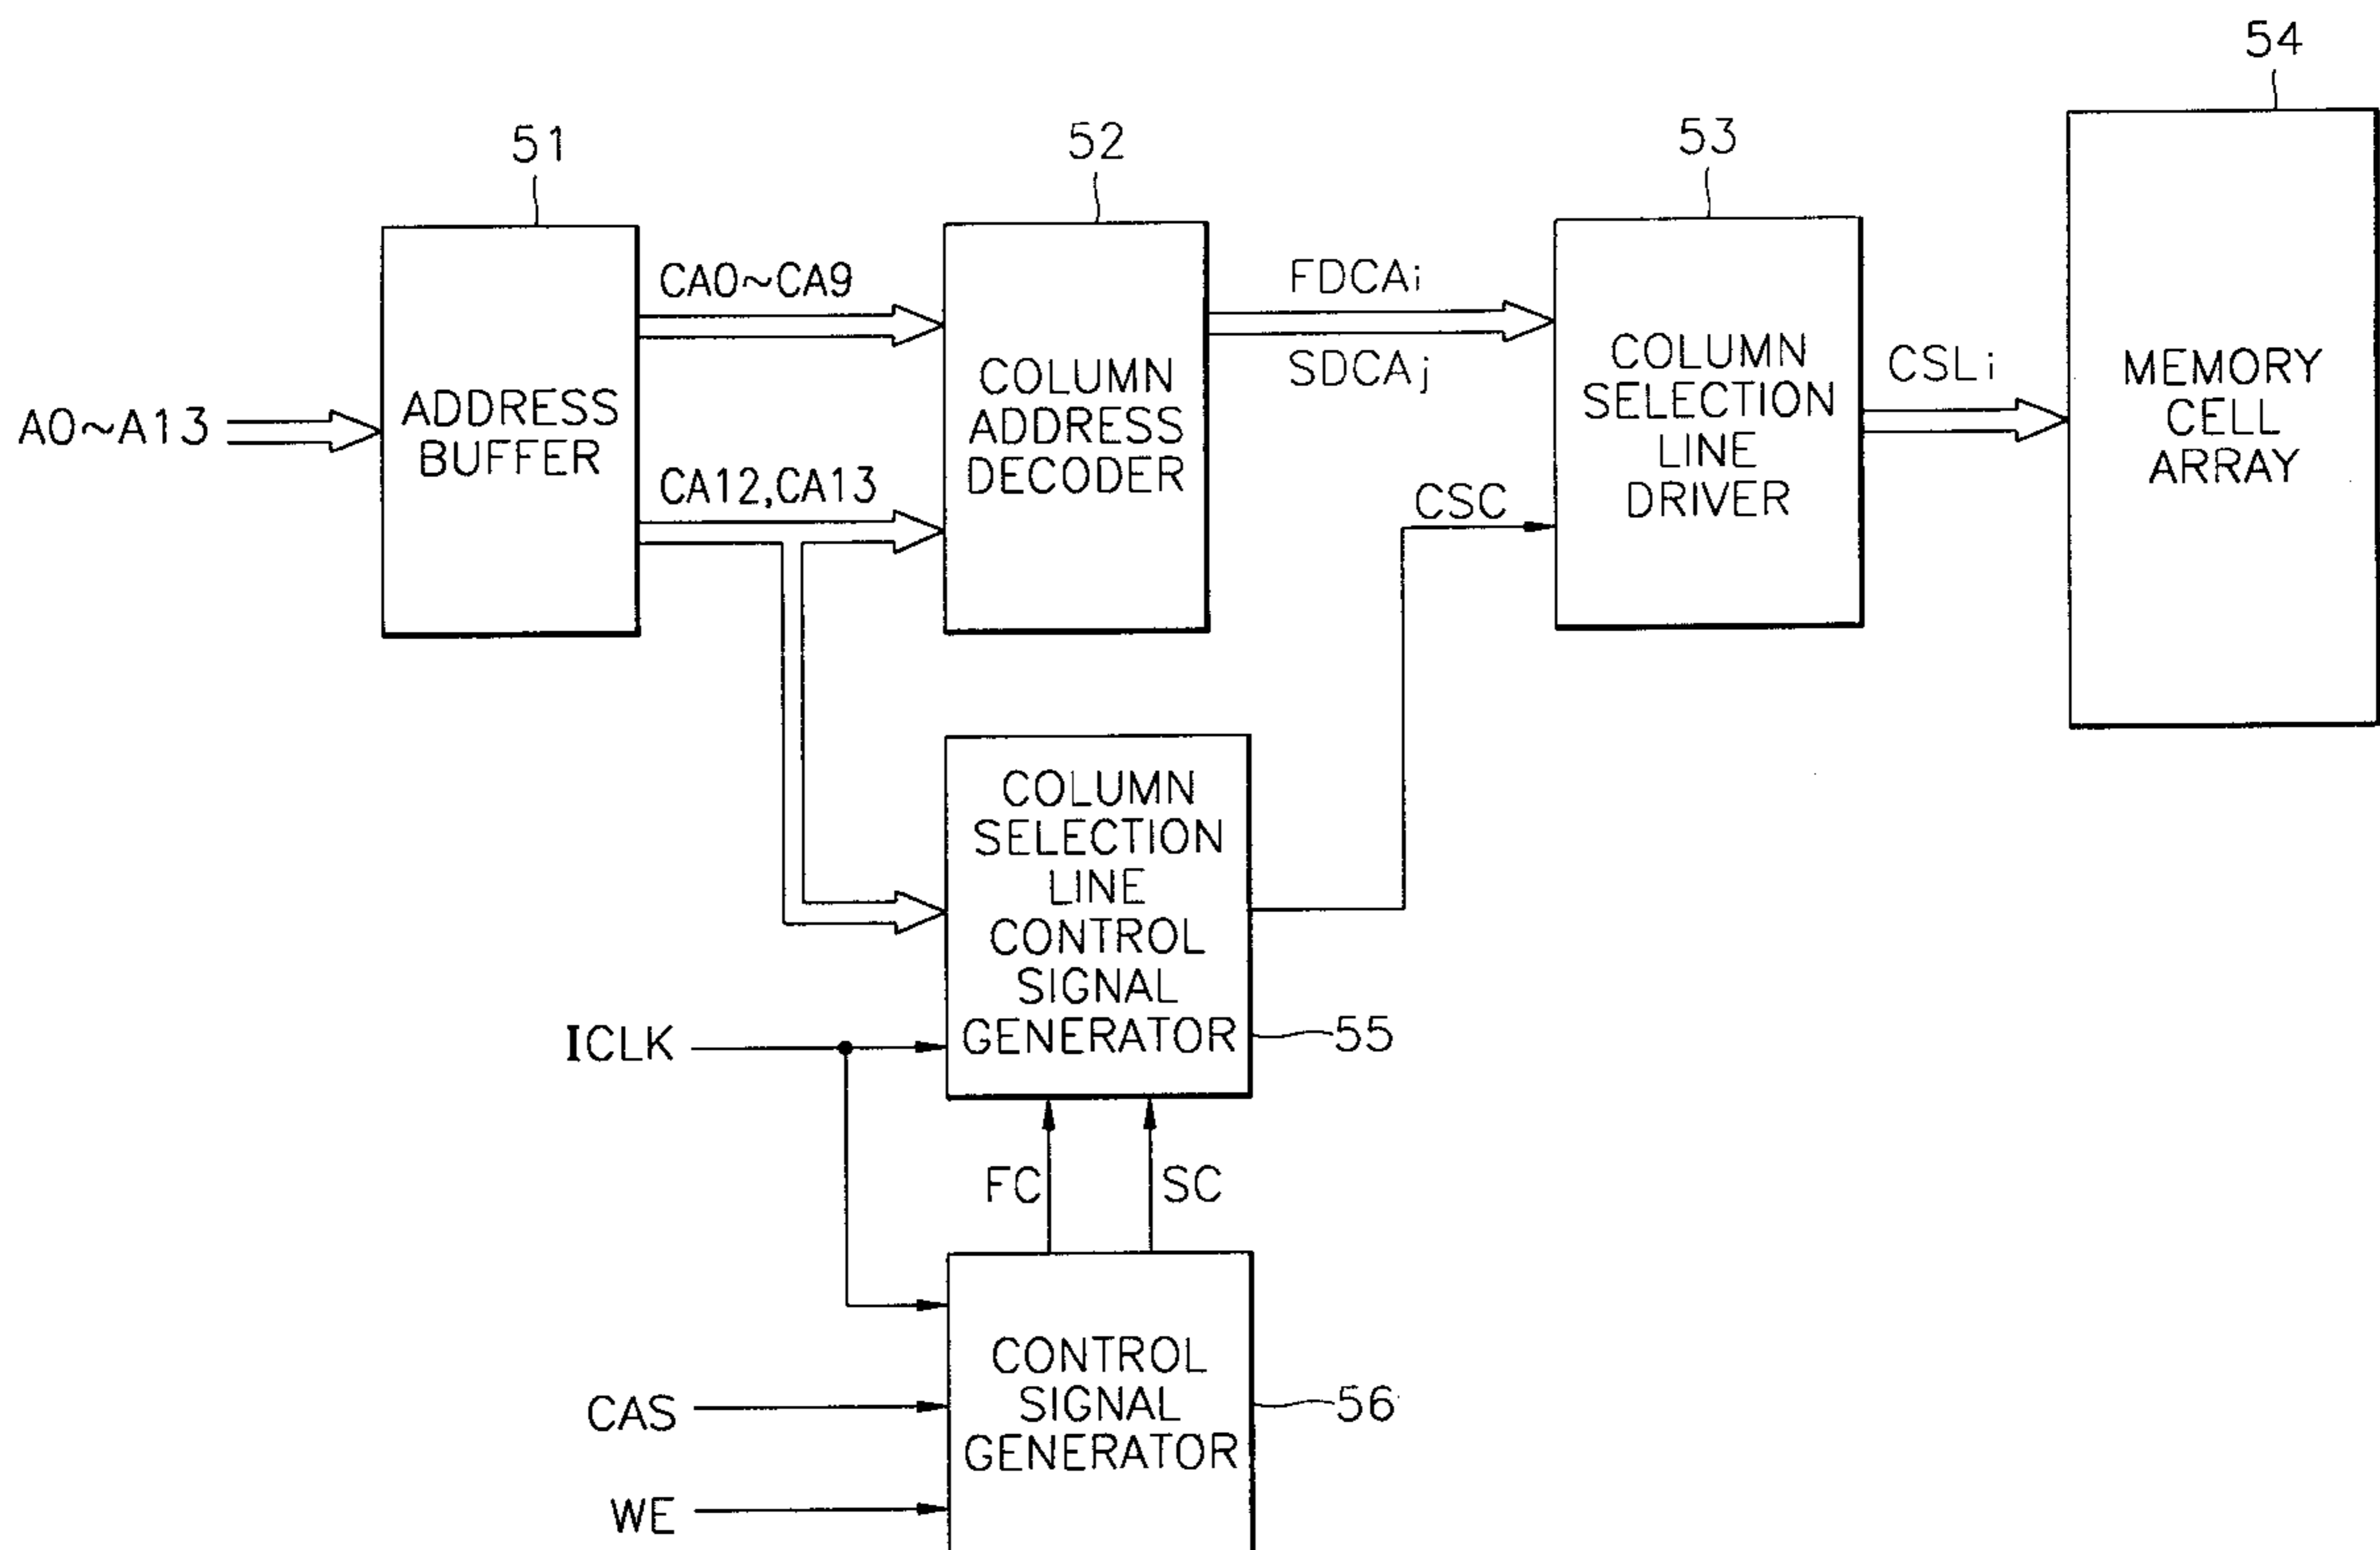 54
51
52
53
A0~A13
ADDRESS
BUFFER
CA0~CA9
CA12,CA13
COLUMN
ADDRESS
DECODER
FDCAi
SDCAj
CSC
COLUMN
SELECTION
LINE
DRIVER
CSLi
MEMORY
CELL
ARRAY
COLUMN
SELECTION
LINE
CONTROL
SIGNAL
GENERATOR
55
ICLK
FC
SC
CONTROL
SIGNAL
GENERATOR
56
CAS
WE